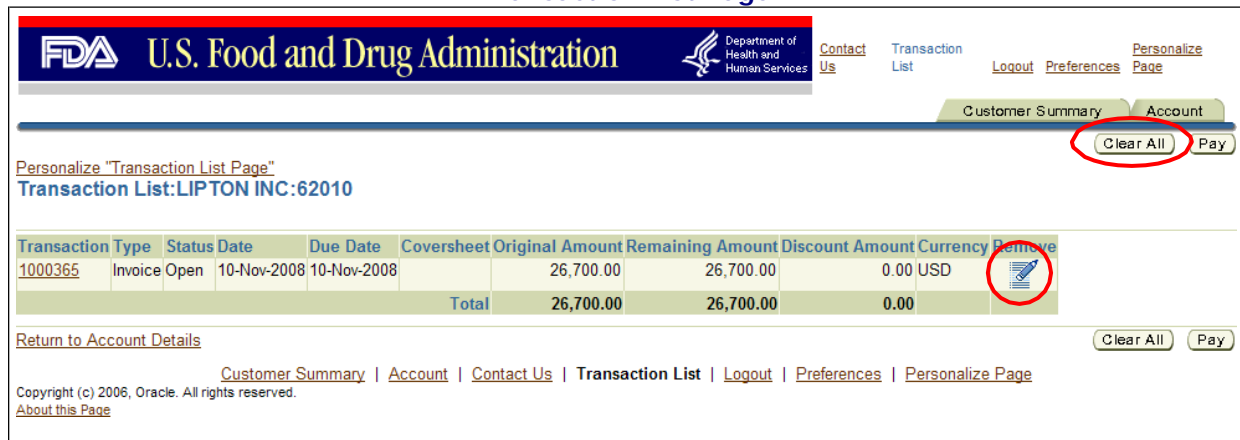 FDA U.S. Food and Drug Administration
Department of
Health and
Human Services
Contact Us
Transaction List
Logout
Preferences
Personalize Page
Customer Summary
Account
Clear All
Pay
Personalize "Transaction List Page"
Transaction List:LIPTON INC:62010
Transaction Type Status Date Due Date Coversheet Original Amount Remaining Amount Discount Amount Currency Remove
1000365 Invoice Open 10-Nov-2008 10-Nov-2008 26,700.00 26,700.00 0.00 USD
Total 26,700.00 26,700.00 0.00
Return to Account Details
Clear All
Pay
Customer Summary | Account | Contact Us | Transaction List | Logout | Preferences | Personalize Page
Copyright (c) 2006, Oracle. All rights reserved.
About this Page